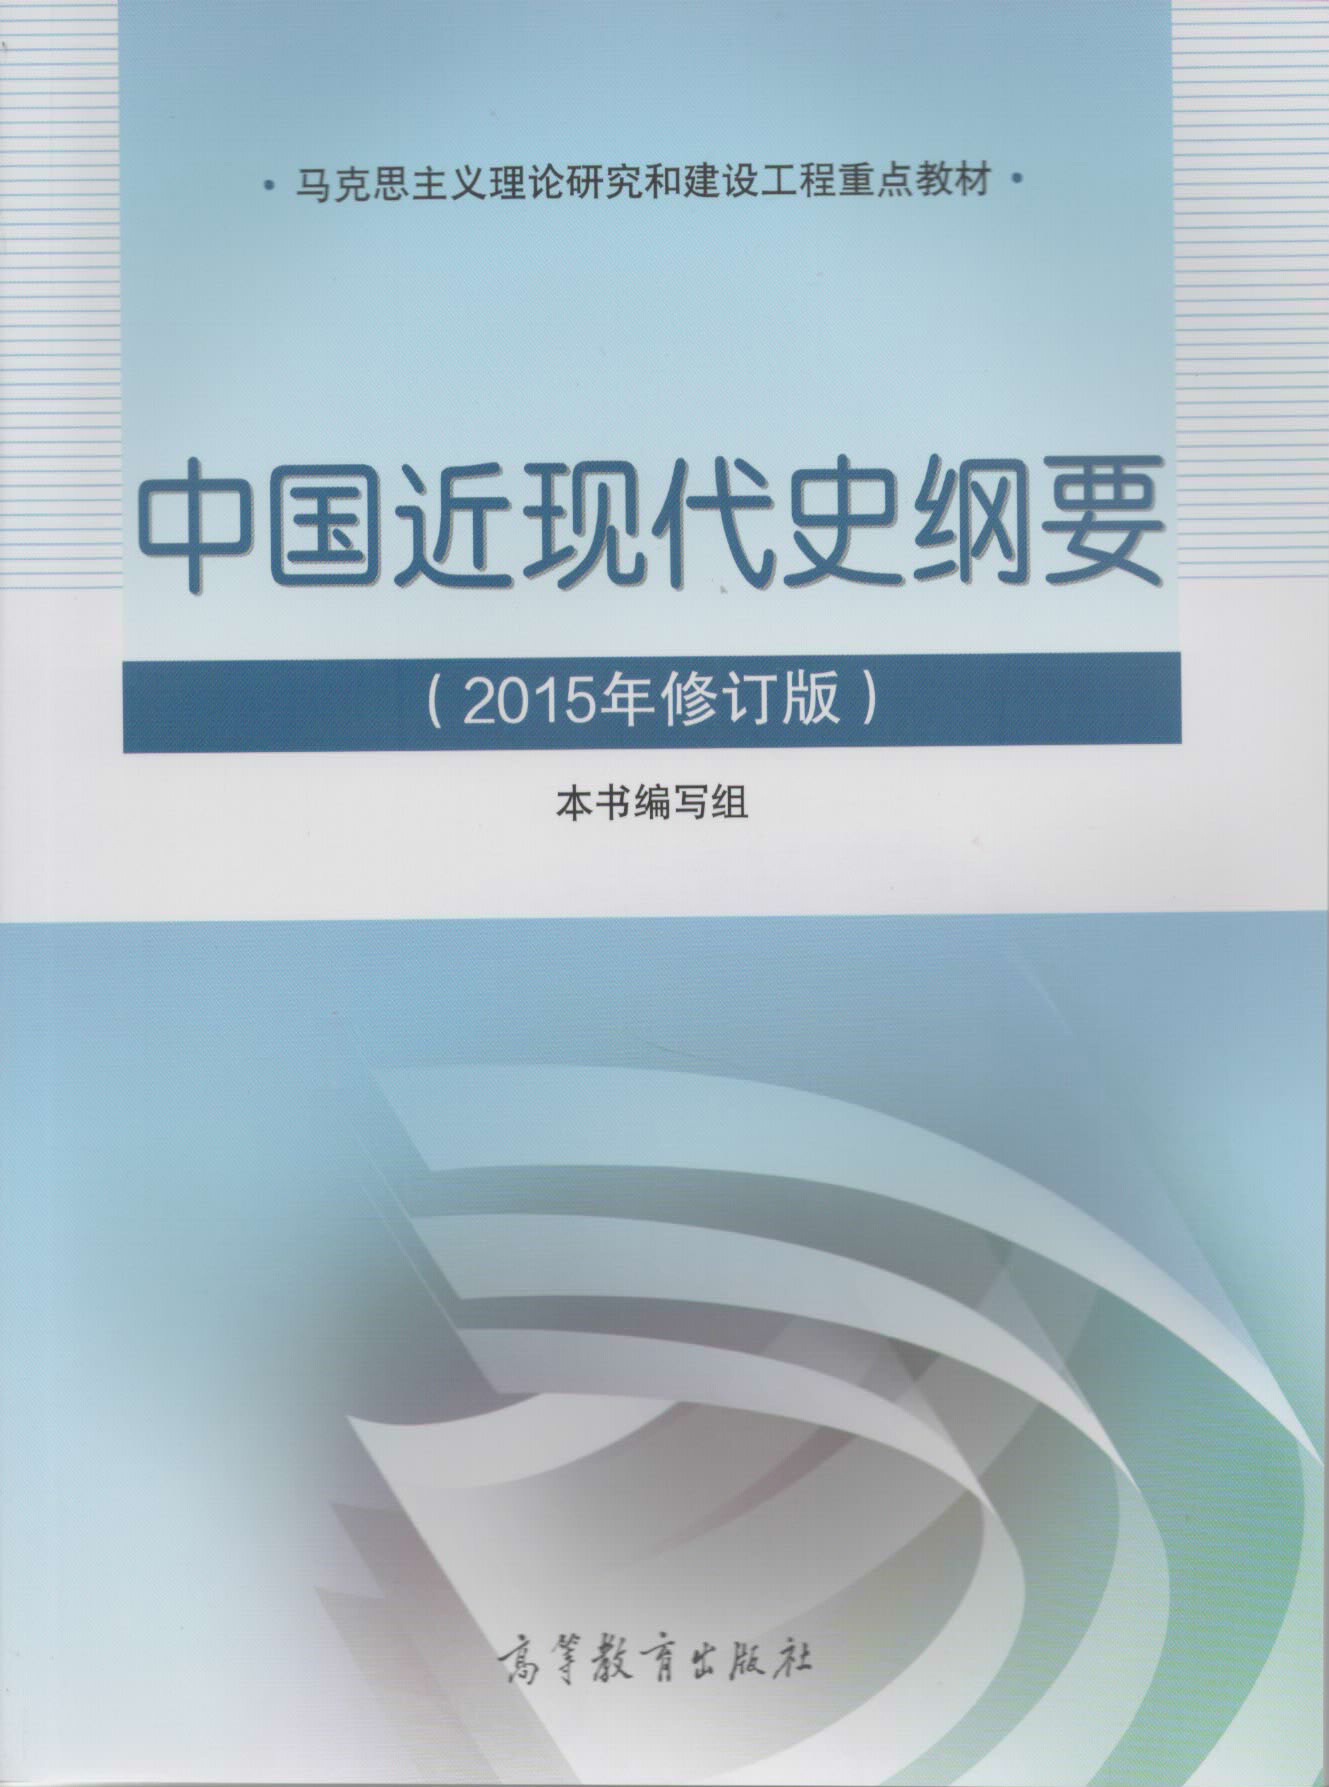 ·马克思主义理论研究和建设工程重点教材·
中国近现代史纲要
（2015年修订版）
本书编写组
高等教育出版社